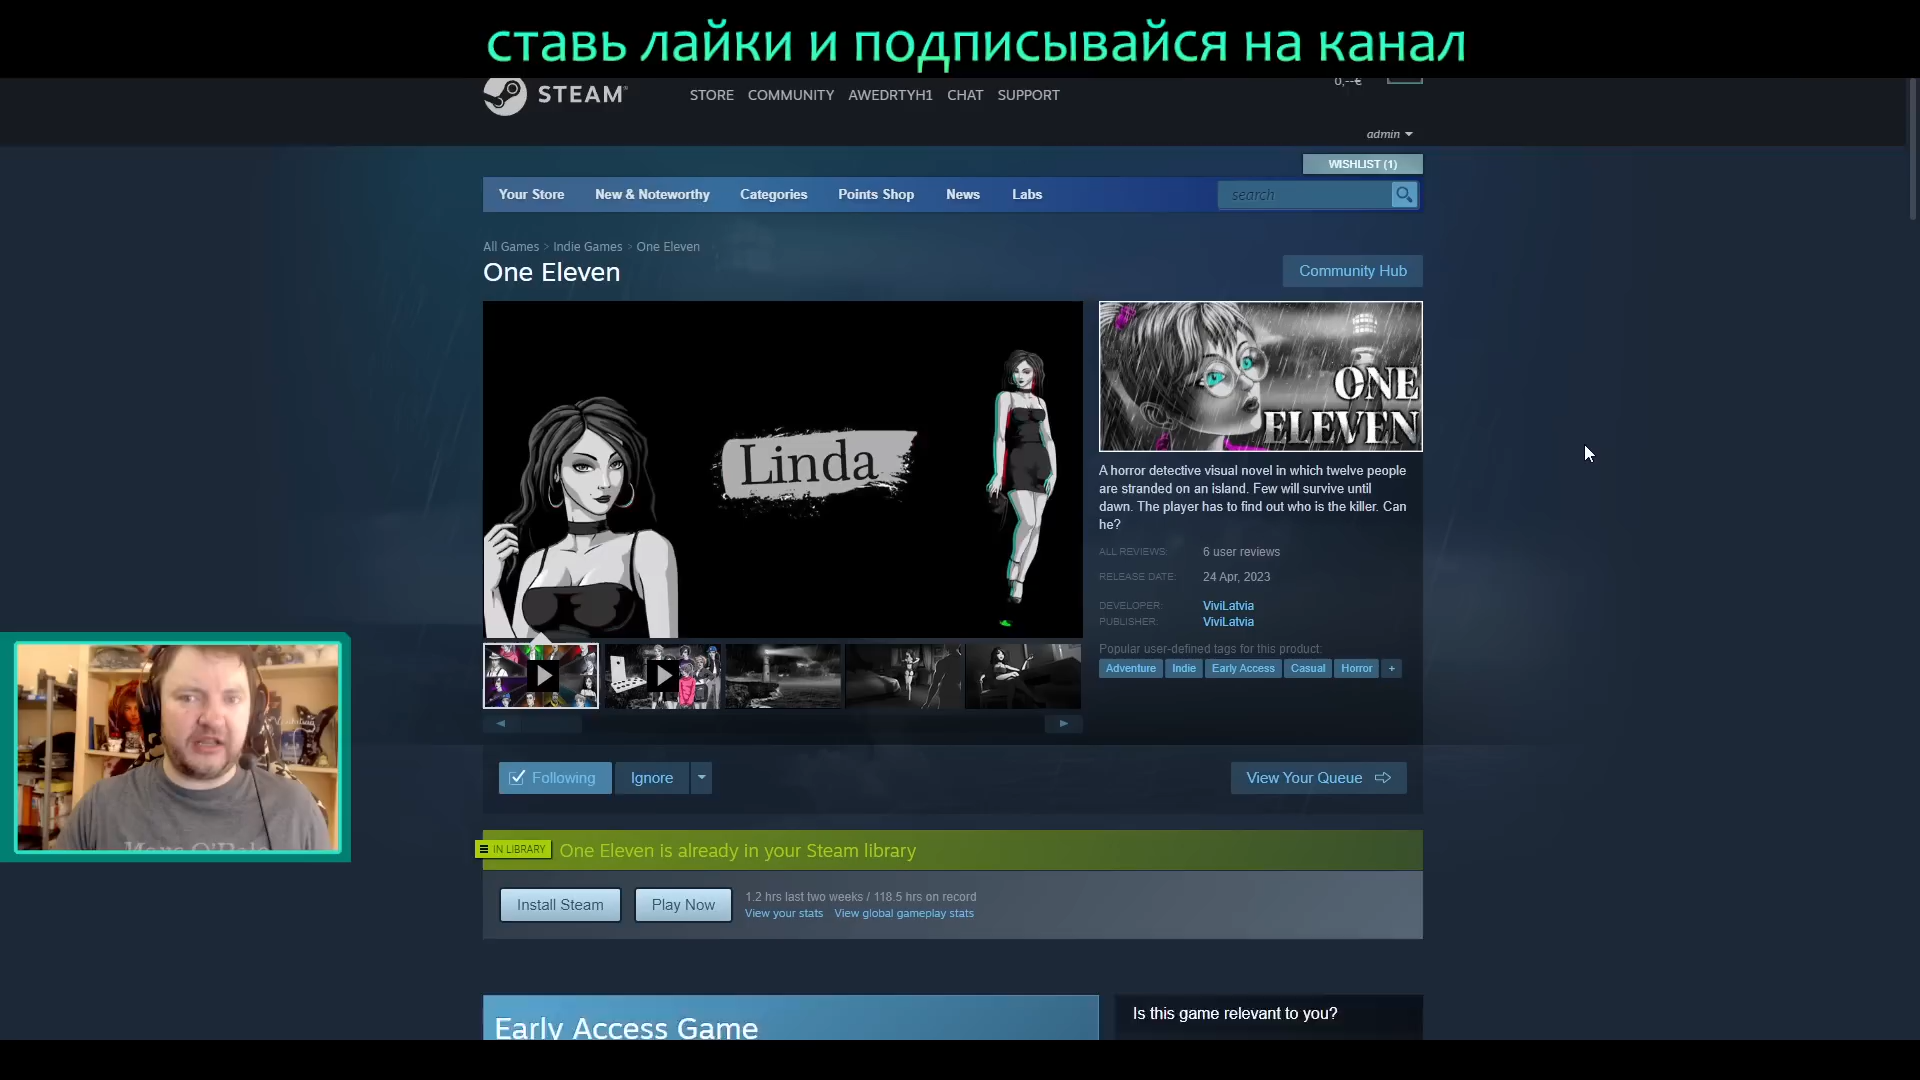 ставь лайки и подписывайся на канал
STEAM
STORE COMMUNITY AWEDRTYH1 CHAT SUPPORT
0,--€
admin
WISHLIST (1)
Your Store New & Noteworthy Categories Points Shop News Labs
search
All Games > Indie Games > One Eleven
One Eleven
Community Hub
Linda
ONE
ELEVEN
A horror detective visual novel in which twelve people
are stranded on an island. Few will survive until
dawn. The player has to find out who is the killer. Can
he?
ALL REVIEWS: 6 user reviews
RELEASE DATE: 24 Apr, 2023
DEVELOPER: ViviLatvia
PUBLISHER: ViviLatvia
Popular user-defined tags for this product:
Adventure Indie Early Access Casual Horror +
Following Ignore
View Your Queue
IN LIBRARY One Eleven is already in your Steam library
Install Steam Play Now
1.2 hrs last two weeks / 118.5 hrs on record
View your stats View global gameplay stats
Early Access Game
Is this game relevant to you?